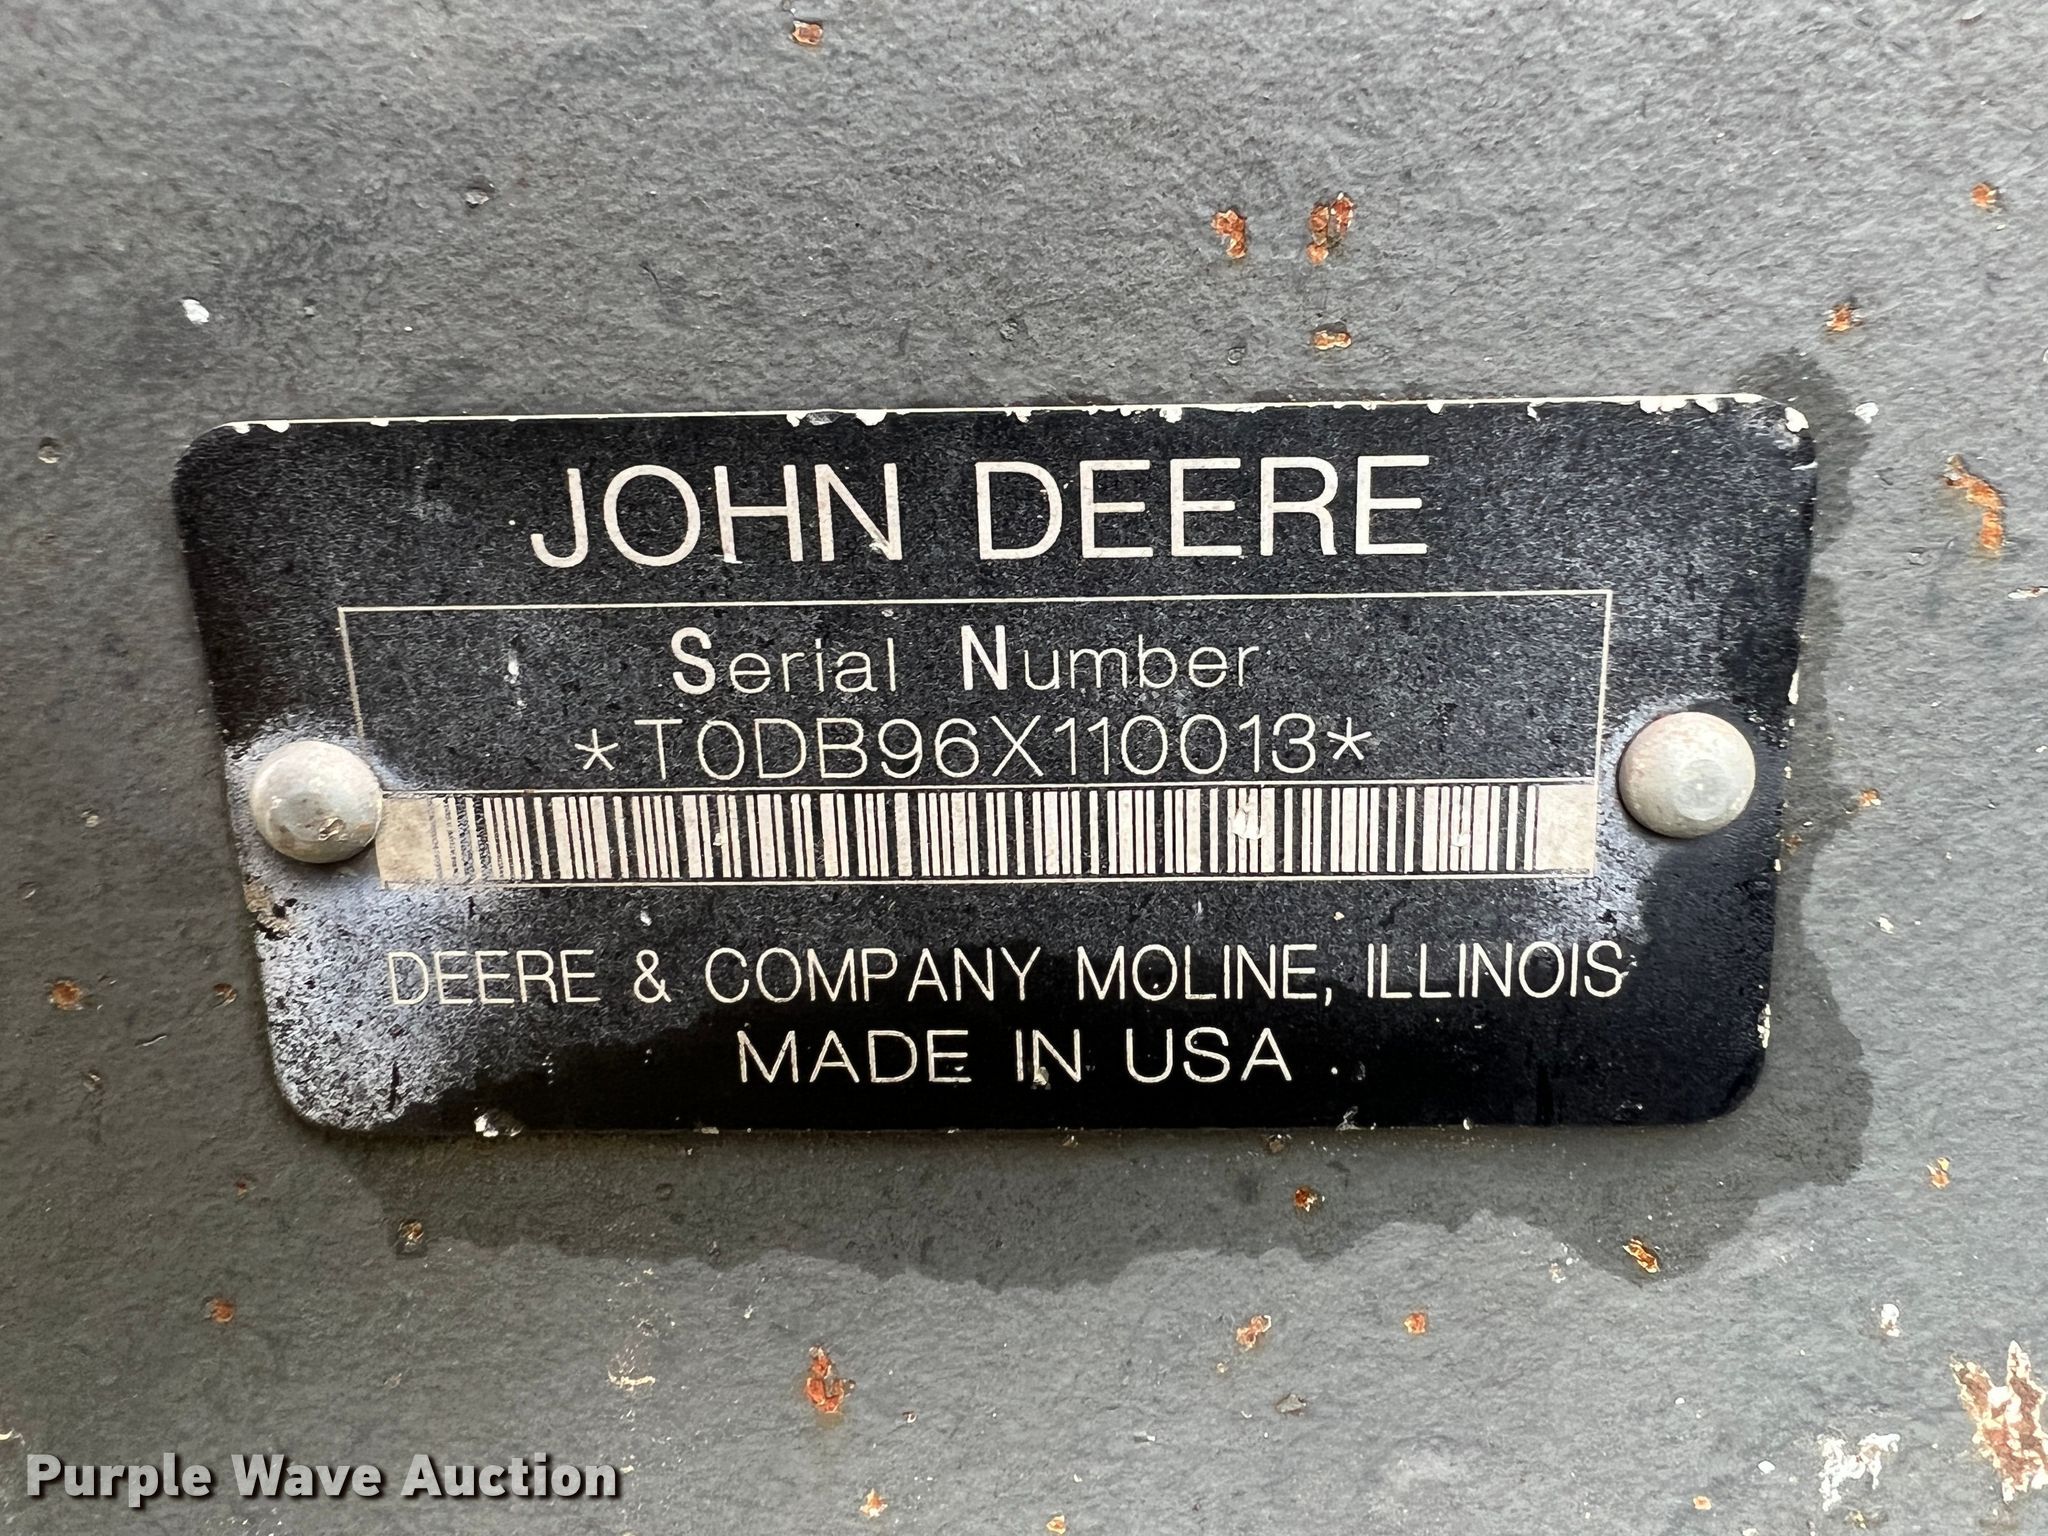 JOHN DEERE
Serial Number
*T0DB96X110013*
DEERE & COMPANY MOLINE, ILLINOIS
MADE IN USA
Purple Wave Auction